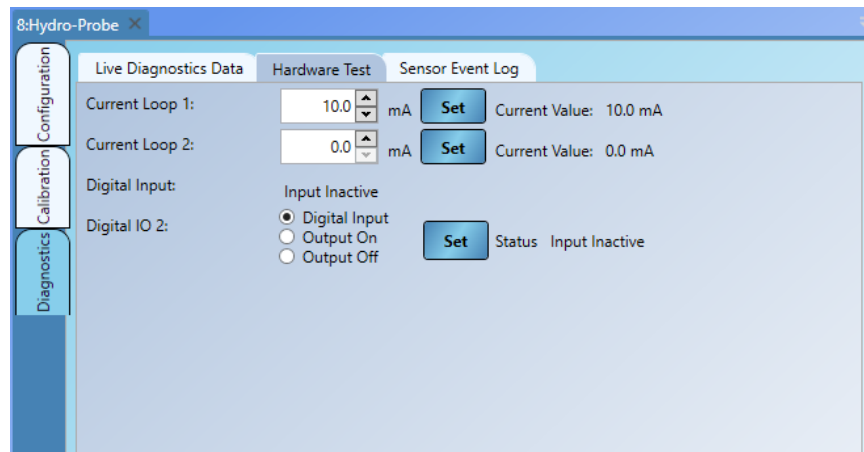 8:Hydro-Probe
Configuration
Calibration
Diagnostics
Live Diagnostics Data Hardware Test Sensor Event Log
Current Loop 1: 10.0 mA Set Current Value: 10.0 mA
Current Loop 2: 0.0 mA Set Current Value: 0.0 mA
Digital Input: Input Inactive
Digital IO 2: Digital Input
Output On Set Status Input Inactive
Output Off